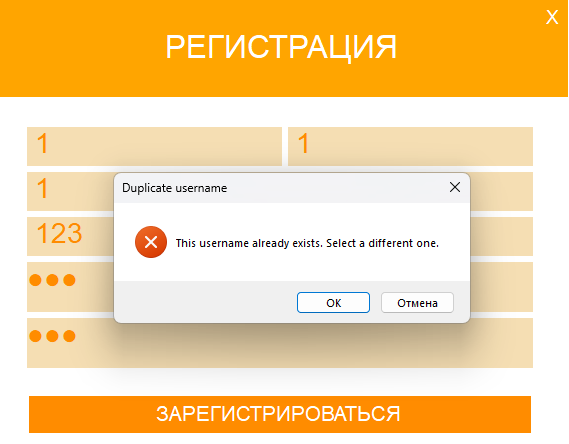 X
РЕГИСТРАЦИЯ
1 1
1
123
Duplicate username
This username already exists. Select a different one.
OK Отмена
ЗАРЕГИСТРИРОВАТЬСЯ